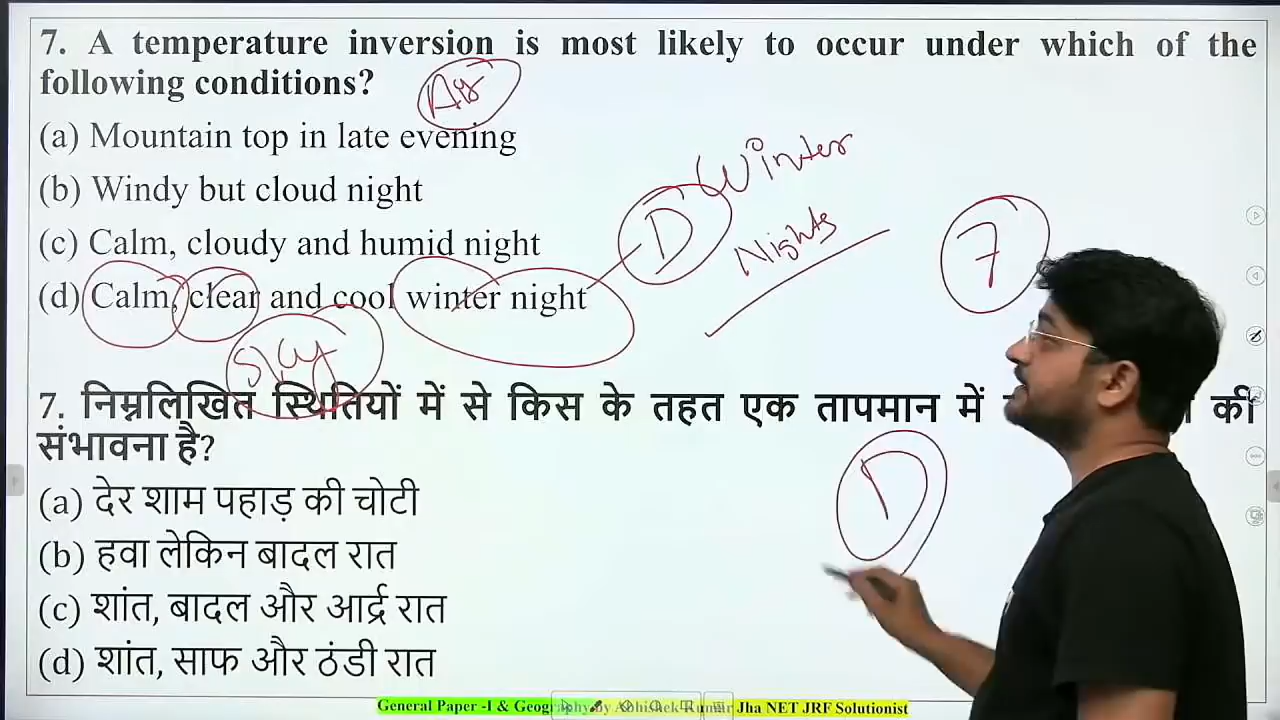 7. A temperature inversion is most likely to occur under which of the
following conditions?
Air
(a) Mountain top in late evening
(b) Windy but cloud night
(c) Calm, cloudy and humid night
(d) Calm, clear and cool winter night
D Winter
Nights
7
Sky
7. निम्नलिखित स्थितियों में से किस के तहत एक तापमान में की
संभावना है?
(a) देर शाम पहाड़ की चोटी
(b) हवा लेकिन बादल रात
(c) शांत, बादल और आर्द्र रात
(d) शांत, साफ और ठंडी रात
D
General Paper -I & Geography by Abhishek Kumar Jha NET JRF Solutionist